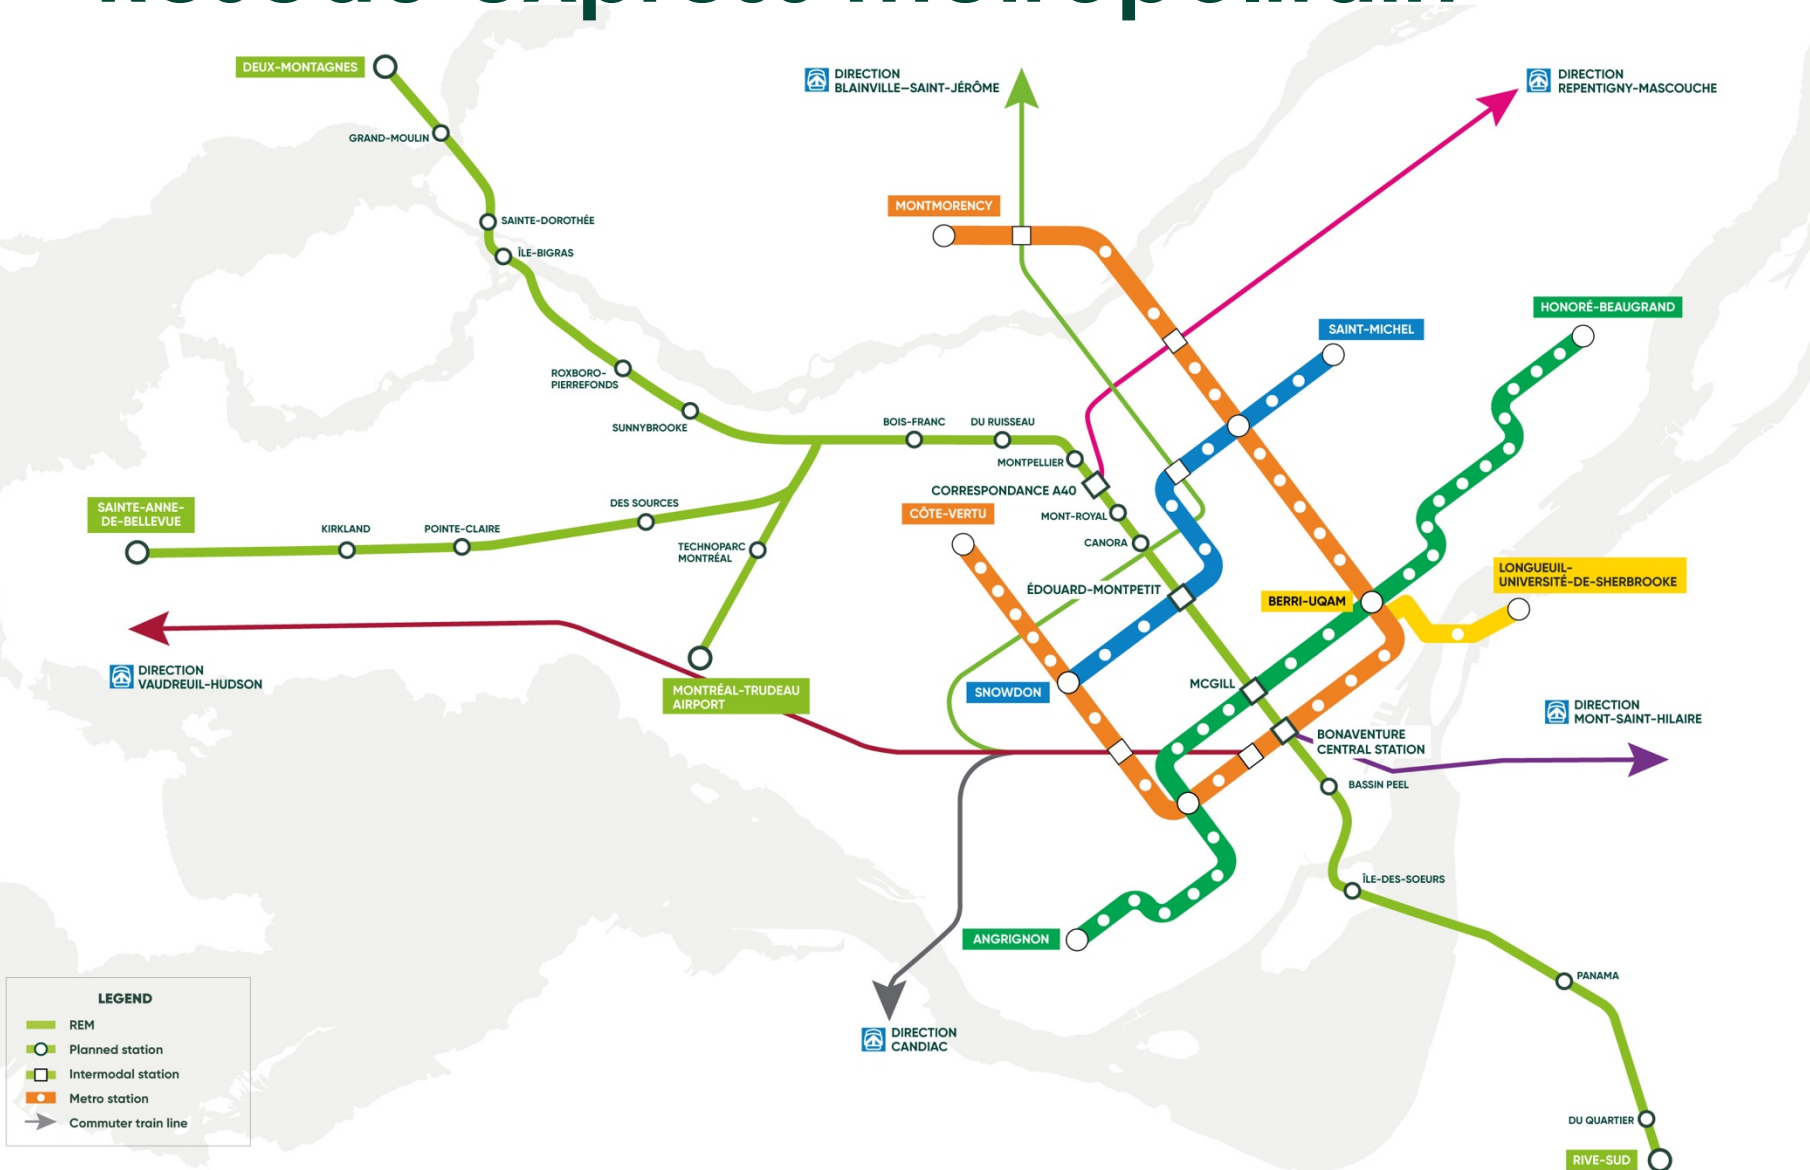 DEUX-MONTAGNES
GRAND-MOULIN
SAINTE-DOROTHÉE
ÎLE-BIGRAS
ROXBORO-
PIERREFONDS
SUNNYBROOKE
BOIS-FRANC
DU RUISSEAU
MONTPELLIER
CORRESPONDANCE A40
MONT-ROYAL
CANORA
ÉDOUARD-MONTPETIT
MCGILL
BONAVENTURE
CENTRAL STATION
BASSIN PEEL
ÎLE-DES-SOEURS
PANAMA
DU QUARTIER
RIVE-SUD
SAINTE-ANNE-
DE-BELLEVUE
KIRKLAND
POINTE-CLAIRE
DES SOURCES
TECHNOPARC
MONTRÉAL
MONTRÉAL-TRUDEAU
AIRPORT
DIRECTION
BLAINVILLE–SAINT-JÉRÔME
DIRECTION
REPENTIGNY-MASCOUCHE
MONTMORENCY
SAINT-MICHEL
HONORÉ-BEAUGRAND
CÔTE-VERTU
BERRI-UQAM
LONGUEUIL-
UNIVERSITÉ-DE-SHERBROOKE
SNOWDON
DIRECTION
MONT-SAINT-HILAIRE
DIRECTION
VAUDREUIL-HUDSON
ANGRIGNON
DIRECTION
CANDIAC
LEGEND
REM
Planned station
Intermodal station
Metro station
Commuter train line